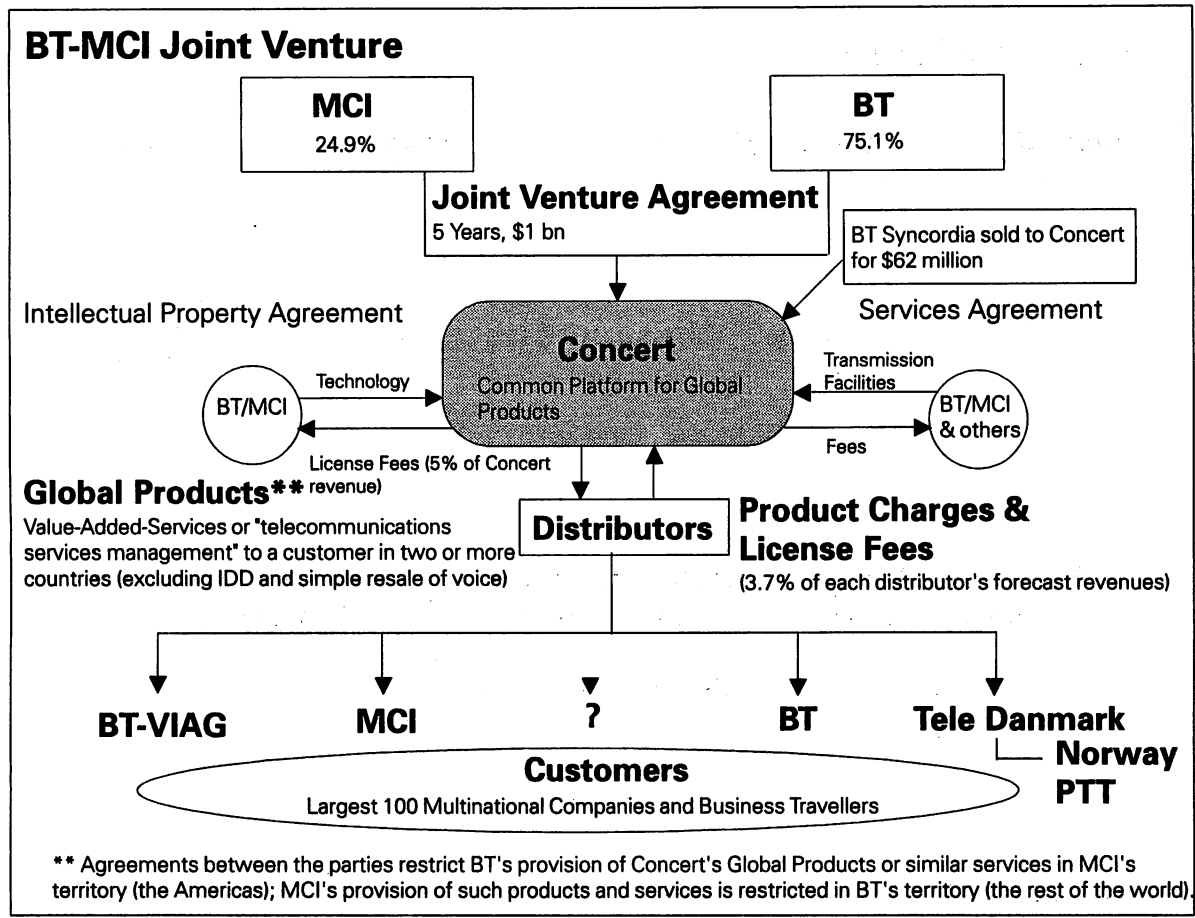 BT-MCI Joint Venture
MCI
24.9%
BT
75.1%
Joint Venture Agreement
5 Years, $1 bn
BT Syncordia sold to Concert
for $62 million
Intellectual Property Agreement
Services Agreement
Concert
Common Platform for Global
Products
Technology
BT/MCI
License Fees (5% of Concert
revenue)
Transmission
Facilities
BT/MCI
& others
Fees
Global Products**
Value-Added-Services or "telecommunications
services management" to a customer in two or more
countries (excluding IDD and simple resale of voice)
Distributors
Product Charges &
License Fees
(3.7% of each distributor's forecast revenues)
BT-VIAG
MCI
?
BT
Tele Danmark
Norway
PTT
Customers
Largest 100 Multinational Companies and Business Travellers
** Agreements between the parties restrict BT's provision of Concert's Global Products or similar services in MCI's
territory (the Americas); MCI's provision of such products and services is restricted in BT's territory (the rest of the world).